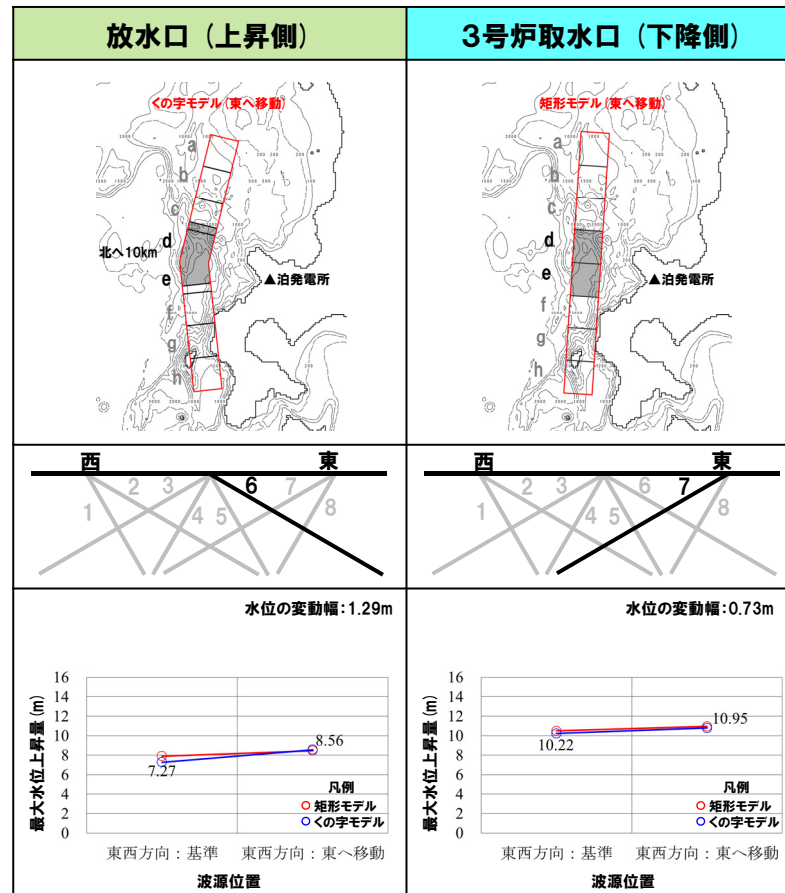 放水口（上昇側）
3号炉取水口（下降側）
くの字モデル（東へ移動）
a
b
c
d
北へ10km
e
▲泊発電所
f
g
h
矩形モデル（東へ移動）
a
b
c
d
e
▲泊発電所
f
g
h
西
東
1
2
3
4
5
6
7
8
西
東
1
2
3
4
5
6
7
8
水位の変動幅：1.29m
最大水位上昇量(m)
16
14
12
10
8
6
4
2
0
7.27
8.56
凡例
矩形モデル
くの字モデル
東西方向：基準
東西方向：東へ移動
波源位置
水位の変動幅：0.73m
最大水位上昇量(m)
16
14
12
10
8
6
4
2
0
10.22
10.95
凡例
矩形モデル
くの字モデル
東西方向：基準
東西方向：東へ移動
波源位置